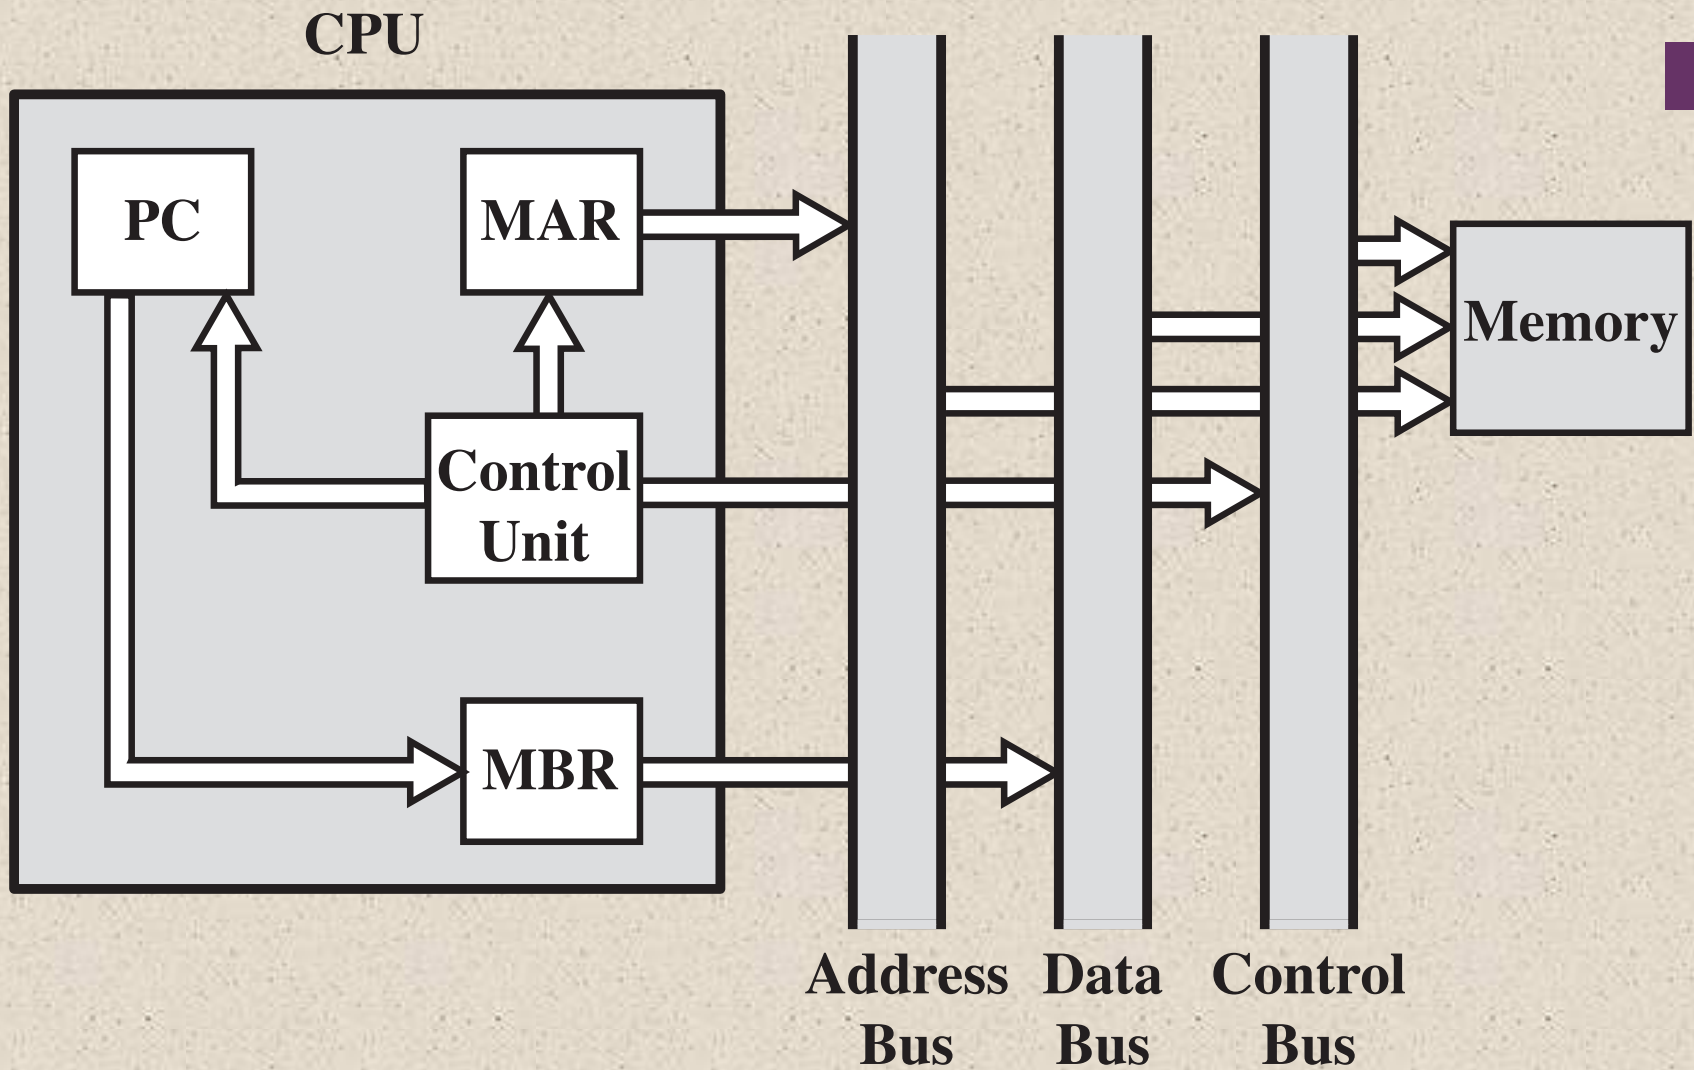 CPU
PC
MAR
Memory
Control
Unit
MBR
Address
Bus
Data
Bus
Control
Bus